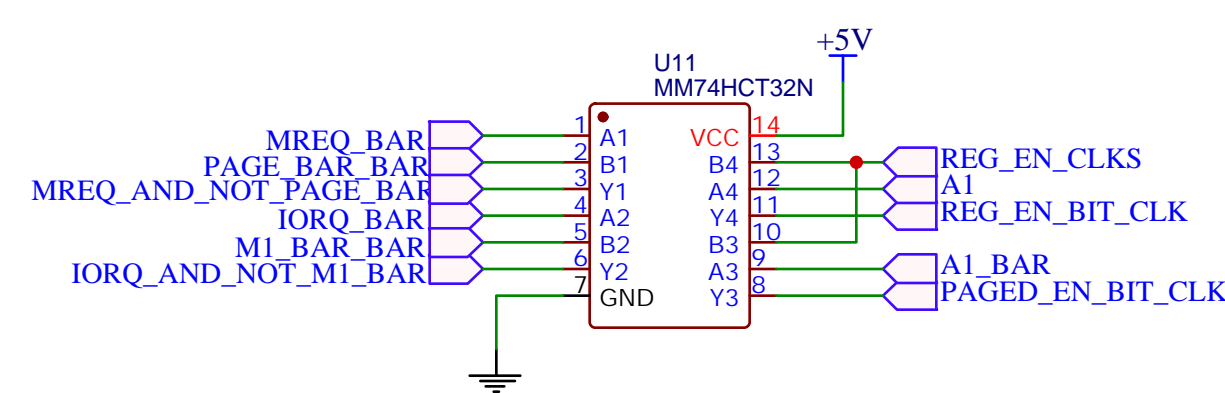 +5V
U11
MM74HCT32N
MREQ_BAR 1 A1 VCC 14
PAGE_BAR_BAR 2 B1 B4 13 REG_EN_CLKS
MREQ_AND_NOT_PAGE_BAR 3 Y1 A4 12 A1
IORQ_BAR 4 A2 Y4 11 REG_EN_BIT_CLK
M1_BAR_BAR 5 B2 B3 10
IORQ_AND_NOT_M1_BAR 6 Y2 A3 9 A1_BAR
7 GND Y3 8 PAGED_EN_BIT_CLK